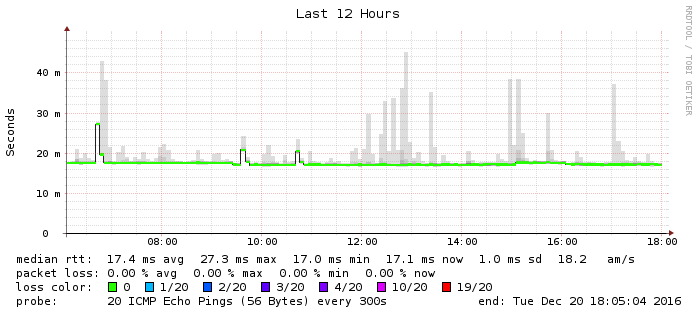 Last 12 Hours
RRDTOOL / TOBI OETIKER
Seconds
40 m
30 m
20 m
10 m
0
08:00 10:00 12:00 14:00 16:00 18:00
median rtt: 17.4 ms avg 27.3 ms max 17.0 ms min 17.1 ms now 1.0 ms sd 18.2 am/s
packet loss: 0.00 % avg 0.00 % max 0.00 % min 0.00 % now
loss color: 0 1/20 2/20 3/20 4/20 10/20 19/20
probe: 20 ICMP Echo Pings (56 Bytes) every 300s end: Tue Dec 20 18:05:04 2016